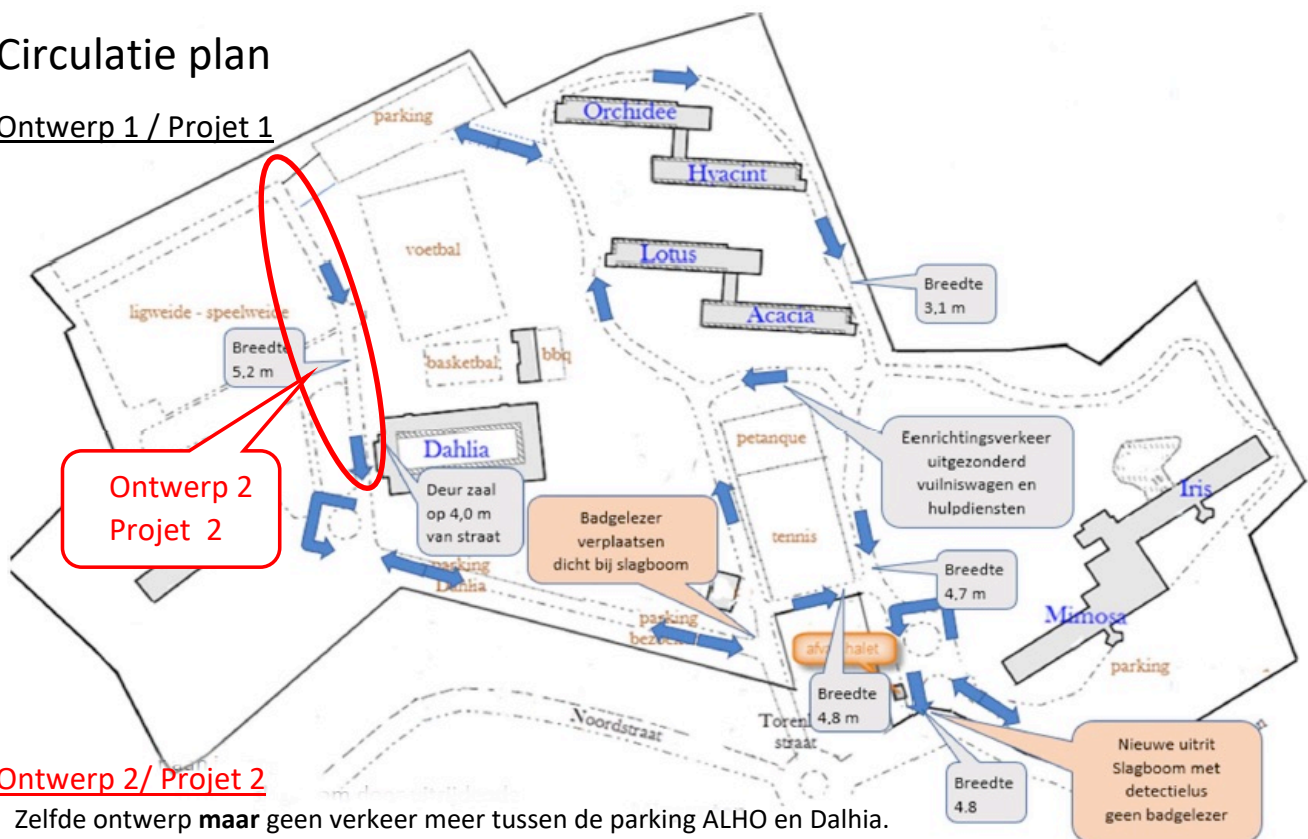 Circulatie plan
Ontwerp 1 / Projet 1
parking
Orchidee
Hyacint
voetbal
Lotus
Breedte
3,1 m
ligweide - speelweide
Acacia
Breedte
5,2 m
basketbal
bbq
petanque
Eenrichtingsverkeer
uitgezonderd
vuilniswagen en
hulpdiensten
Dahlia
Iris
Ontwerp 2
Projet 2
Deur zaal
op 4,0 m
van straat
Badgelezer
verplaatsen
dicht bij slagboom
tennis
Breedte
4,7 m
parking
Dahlia
Mimosa
parking
parking
Breedte
4,8 m
Noordstraat
straat
Nieuwe uitrit
Slagboom met
detectielus
geen badgelezer
Breedte
4.8
Ontwerp 2/ Projet 2
Zelfde ontwerp maar geen verkeer meer tussen de parking ALHO en Dalhia.